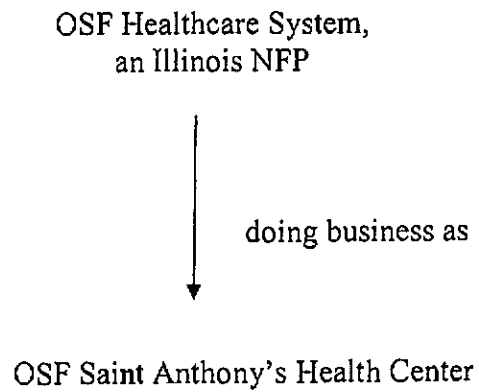 OSF Healthcare System,
an Illinois NFP
doing business as
OSF Saint Anthony's Health Center